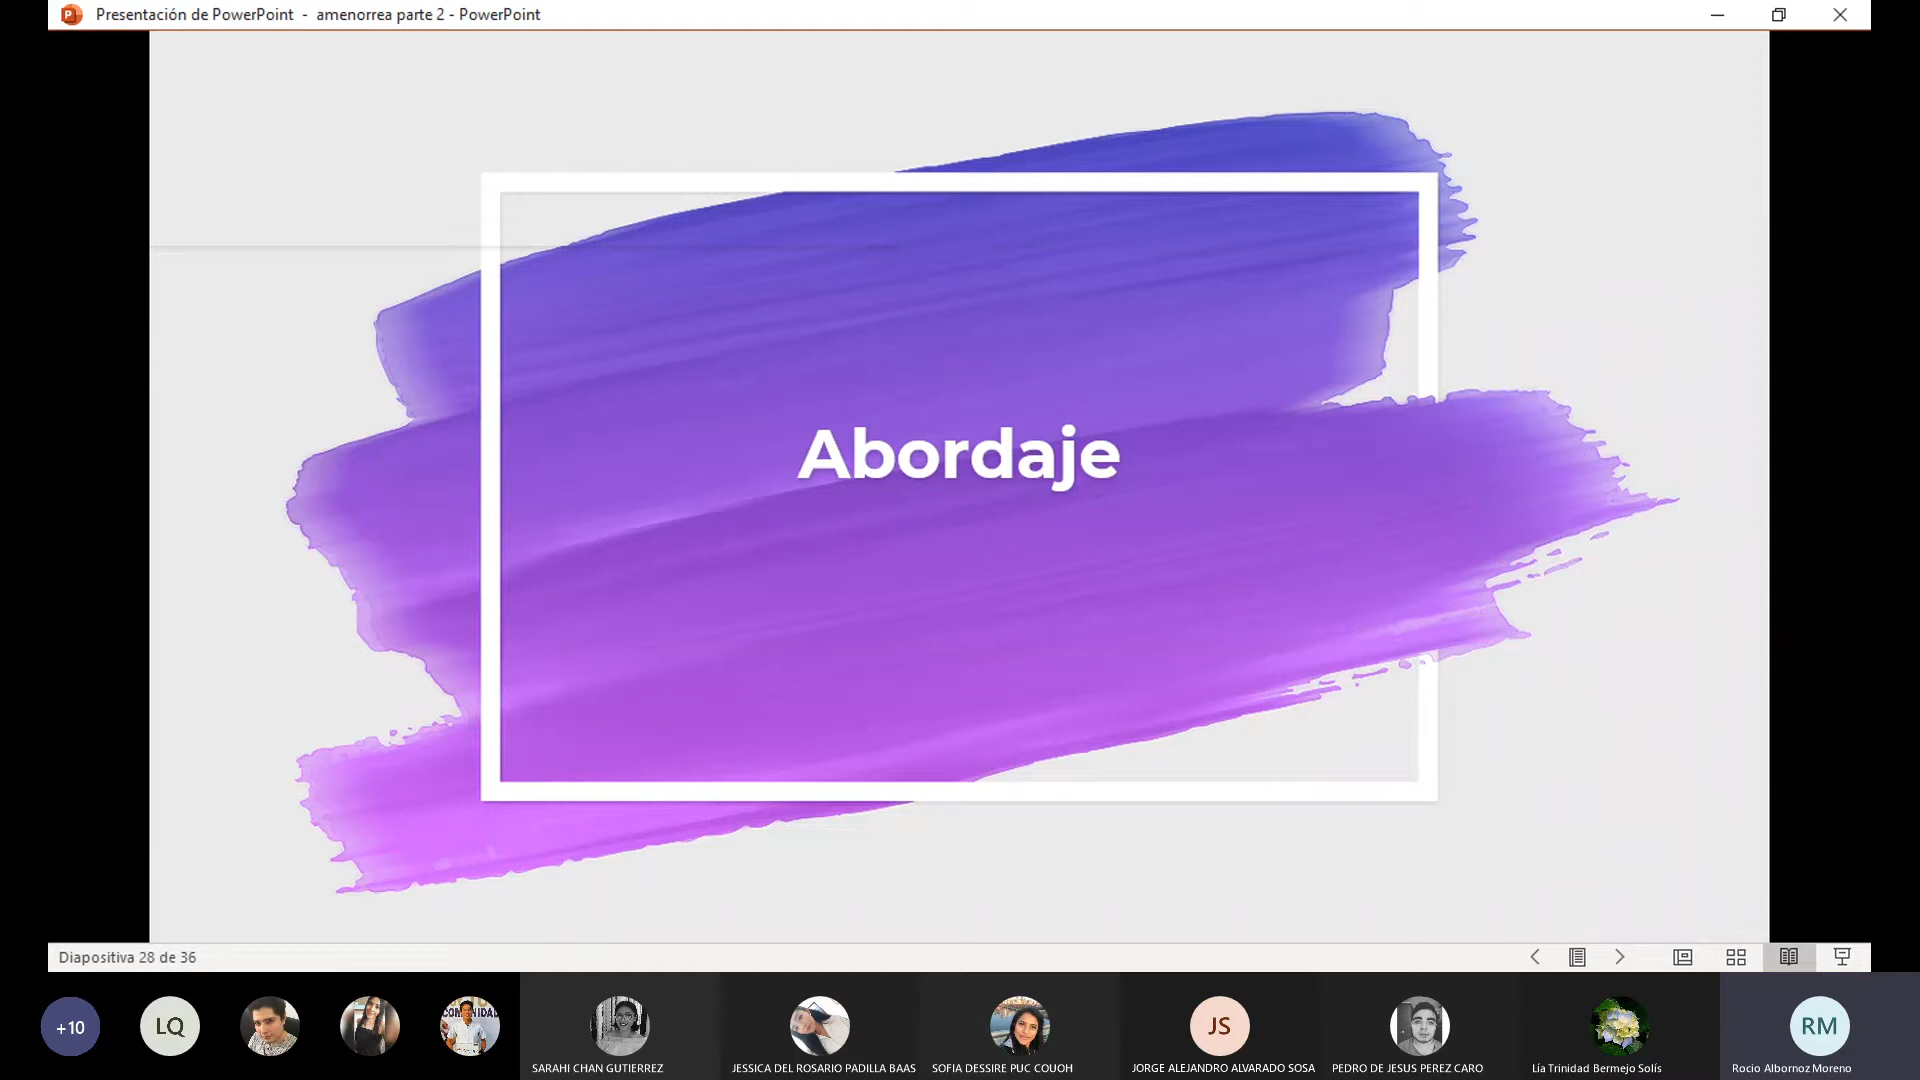 Presentación de PowerPoint - amenorrea parte 2 - PowerPoint
Abordaje
Diapositiva 28 de 36
+10
LQ
COMUNIDAD
JS
RM
SARAHI CHAN GUTIERREZ
JESSICA DEL ROSARIO PADILLA BAAS
SOFIA DESSIRE PUC COUOH
JORGE ALEJANDRO ALVARADO SOSA
PEDRO DE JESUS PEREZ CARO
Lía Trinidad Bermejo Solís
Rocio Albornoz Moreno